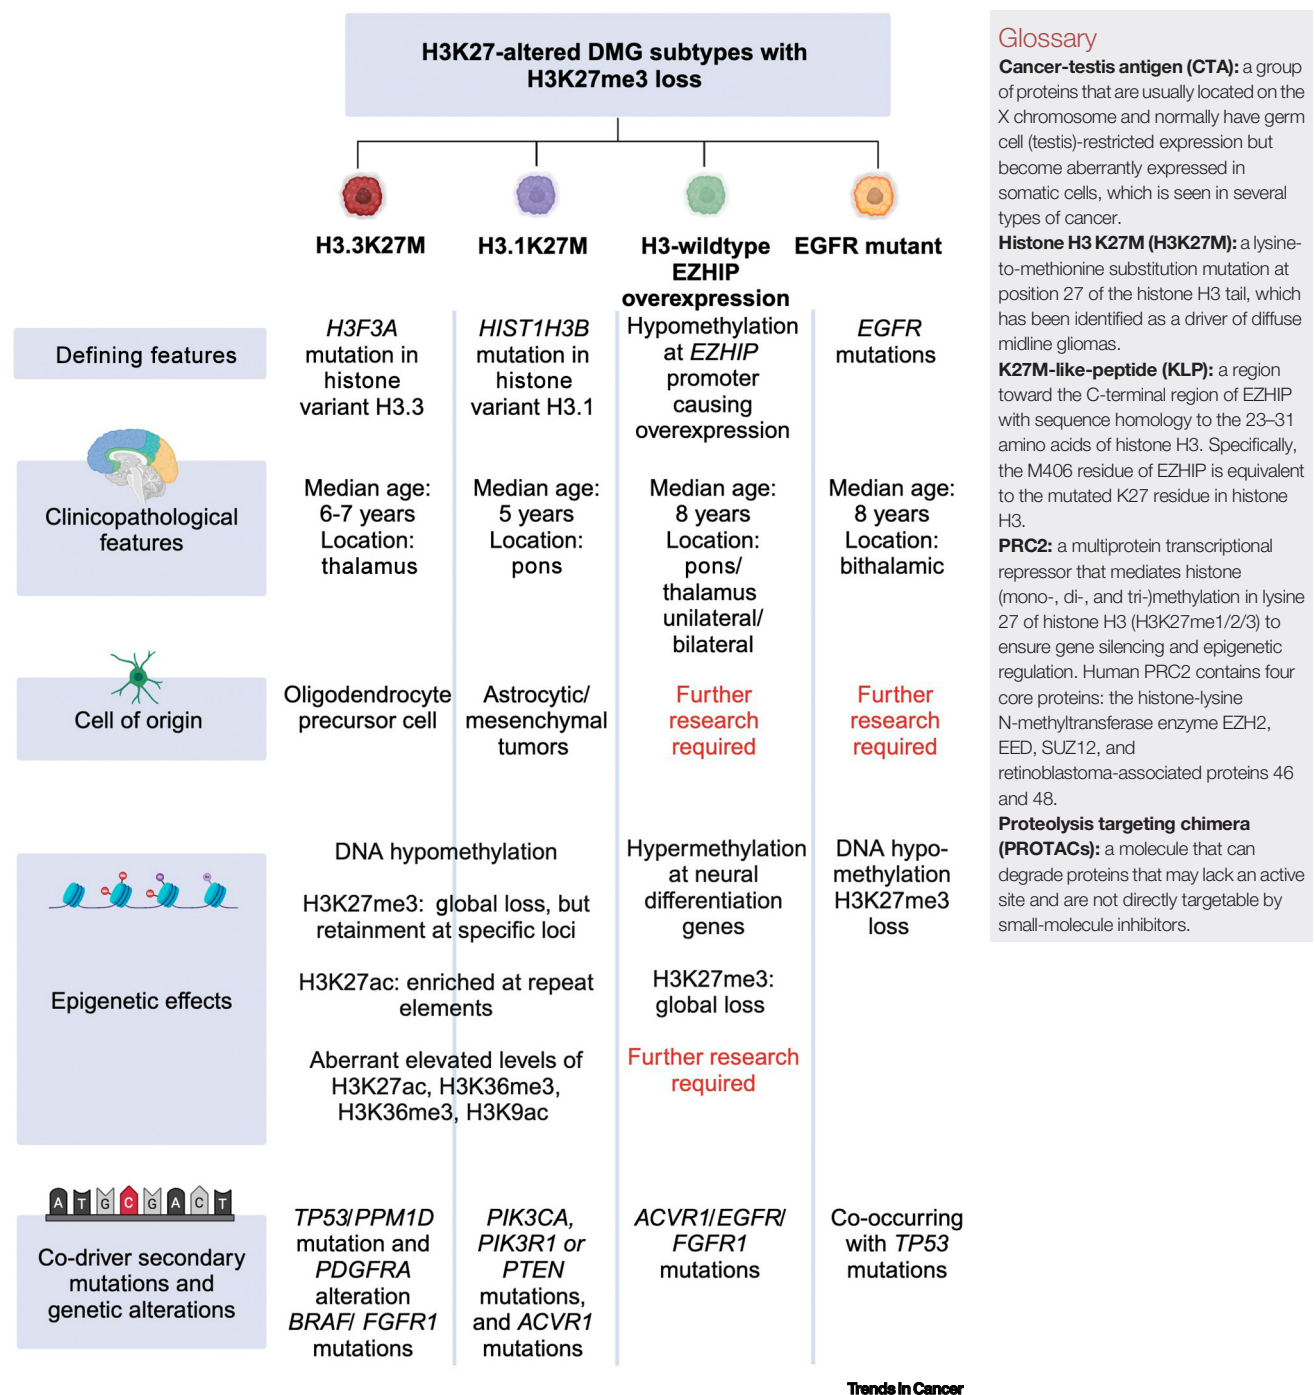 H3K27-altered DMG subtypes with
H3K27me3 loss
H3.3K27M
H3.1K27M
H3-wildtype
EZHIP
overexpression
EGFR mutant
Defining features
H3F3A
mutation in
histone
variant H3.3
HIST1H3B
mutation in
histone
variant H3.1
Hypomethylation
at EZHIP
promoter
causing
overexpression
EGFR
mutations
Clinicopathological
features
Median age:
6-7 years
Location:
thalamus
Median age:
5 years
Location:
pons
Median age:
8 years
Location:
pons/
thalamus
unilateral/
bilateral
Median age:
8 years
Location:
bithalamic
Cell of origin
Oligodendrocyte
precursor cell
Astrocytic/
mesenchymal
tumors
Further
research
required
Further
research
required
Epigenetic effects
DNA hypomethylation
H3K27me3: global loss, but
retainment at specific loci
H3K27ac: enriched at repeat
elements
Aberrant elevated levels of
H3K27ac, H3K36me3,
H3K36me3, H3K9ac
Hypermethylation
at neural
differentiation
genes
H3K27me3:
global loss
Further research
required
DNA hypo-
methylation
H3K27me3
loss
A T G C G A C T
Co-driver secondary
mutations and
genetic alterations
TP53/PPM1D
mutation and
PDGFRA
alteration
BRAF/ FGFR1
mutations
PIK3CA,
PIK3R1 or
PTEN
mutations,
and ACVR1
mutations
ACVR1/EGFR/
FGFR1
mutations
Co-occurring
with TP53
mutations
Trends in Cancer
Glossary
Cancer-testis antigen (CTA): a group
of proteins that are usually located on the
X chromosome and normally have germ
cell (testis)-restricted expression but
become aberrantly expressed in
somatic cells, which is seen in several
types of cancer.
Histone H3 K27M (H3K27M): a lysine-
to-methionine substitution mutation at
position 27 of the histone H3 tail, which
has been identified as a driver of diffuse
midline gliomas.
K27M-like-peptide (KLP): a region
toward the C-terminal region of EZHIP
with sequence homology to the 23–31
amino acids of histone H3. Specifically,
the M406 residue of EZHIP is equivalent
to the mutated K27 residue in histone
H3.
PRC2: a multiprotein transcriptional
repressor that mediates histone
(mono-, di-, and tri-)methylation in lysine
27 of histone H3 (H3K27me1/2/3) to
ensure gene silencing and epigenetic
regulation. Human PRC2 contains four
core proteins: the histone-lysine
N-methyltransferase enzyme EZH2,
EED, SUZ12, and
retinoblastoma-associated proteins 46
and 48.
Proteolysis targeting chimera
(PROTACs): a molecule that can
degrade proteins that may lack an active
site and are not directly targetable by
small-molecule inhibitors.